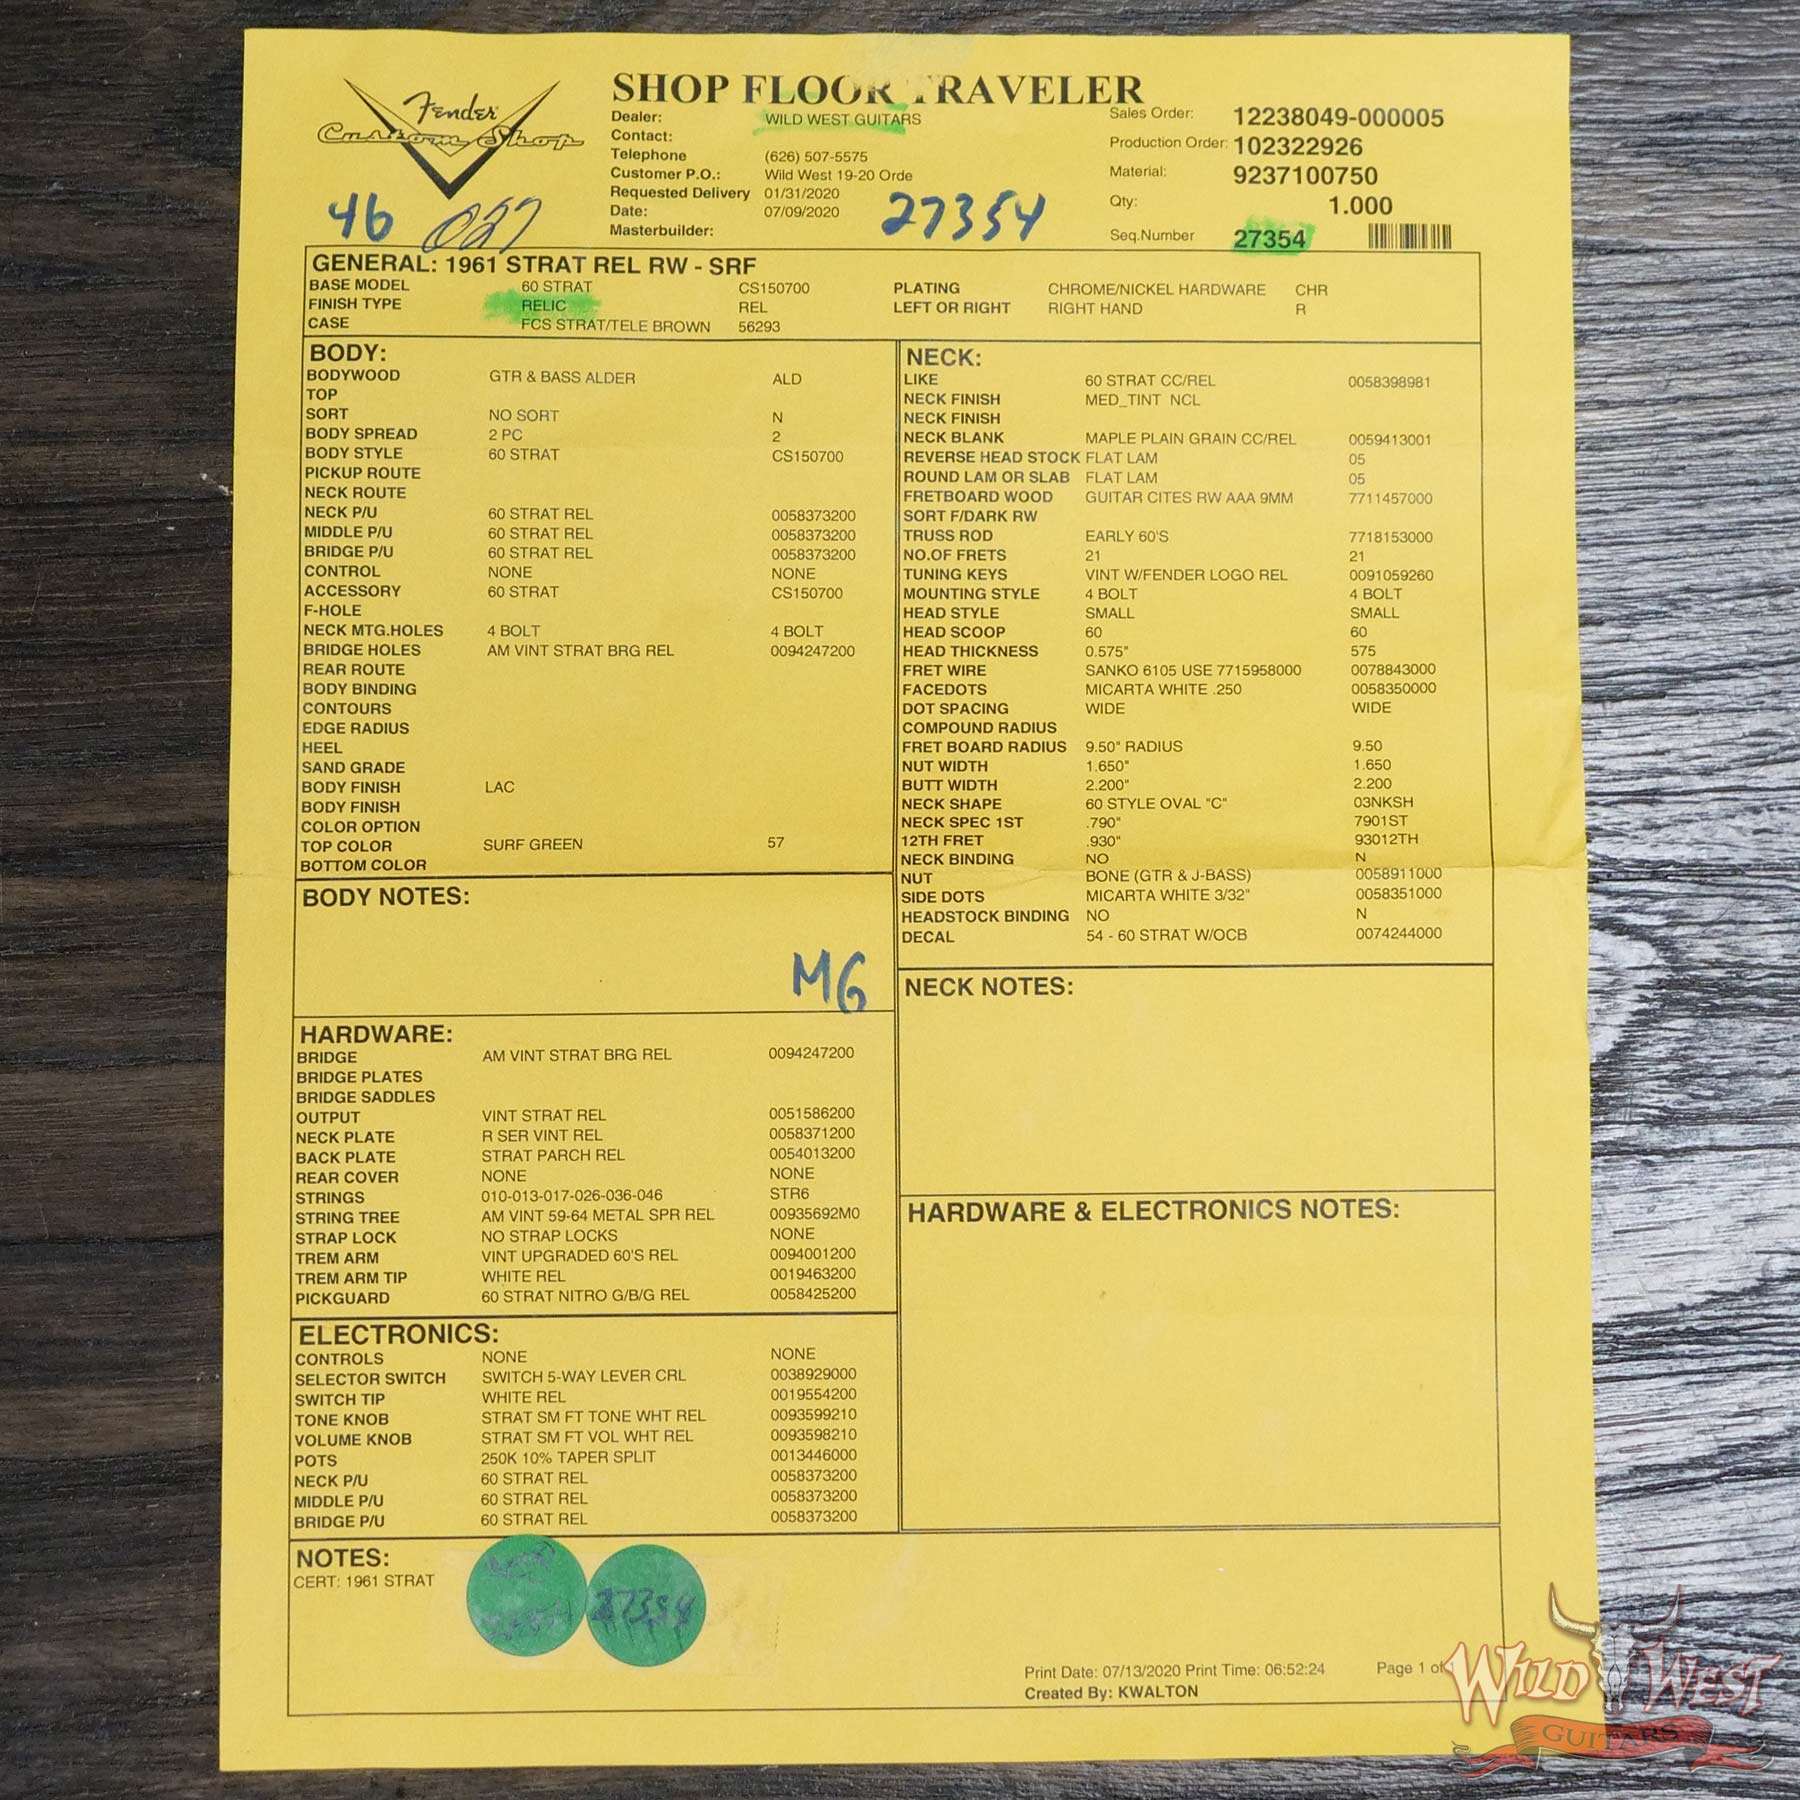 Fender
Custom Shop
SHOP FLOOR TRAVELER
Dealer: WILD WEST GUITARS
Contact:
Telephone (626) 507-5575
Customer P.O.: Wild West 19-20 Orde
Requested Delivery 01/31/2020
Date: 07/09/2020
Masterbuilder:
Sales Order: 12238049-000005
Production Order: 102322926
Material: 9237100750
Qty: 1.000
Seq.Number 27354
46 027 27354
GENERAL: 1961 STRAT REL RW - SRF
BASE MODEL 60 STRAT CS150700 PLATING CHROME/NICKEL HARDWARE CHR
FINISH TYPE RELIC REL LEFT OR RIGHT RIGHT HAND R
CASE FCS STRAT/TELE BROWN 56293
BODY:
BODYWOOD GTR & BASS ALDER ALD
TOP
SORT NO SORT N
BODY SPREAD 2 PC 2
BODY STYLE 60 STRAT CS150700
PICKUP ROUTE
NECK ROUTE
NECK P/U 60 STRAT REL 0058373200
MIDDLE P/U 60 STRAT REL 0058373200
BRIDGE P/U 60 STRAT REL 0058373200
CONTROL NONE NONE
ACCESSORY 60 STRAT CS150700
F-HOLE
NECK MTG.HOLES 4 BOLT 4 BOLT
BRIDGE HOLES AM VINT STRAT BRG REL 0094247200
REAR ROUTE
BODY BINDING
CONTOURS
EDGE RADIUS
HEEL
SAND GRADE
BODY FINISH LAC
BODY FINISH
COLOR OPTION
TOP COLOR SURF GREEN 57
BOTTOM COLOR
BODY NOTES:
MG
HARDWARE:
BRIDGE AM VINT STRAT BRG REL 0094247200
BRIDGE PLATES
BRIDGE SADDLES
OUTPUT VINT STRAT REL 0051586200
NECK PLATE R SER VINT REL 0058371200
BACK PLATE STRAT PARCH REL 0054013200
REAR COVER NONE NONE
STRINGS 010-013-017-026-036-046 STR6
STRING TREE AM VINT 59-64 METAL SPR REL 00935692M0
STRAP LOCK NO STRAP LOCKS NONE
TREM ARM VINT UPGRADED 60'S REL 0094001200
TREM ARM TIP WHITE REL 0019463200
PICKGUARD 60 STRAT NITRO G/B/G REL 0058425200
ELECTRONICS:
CONTROLS NONE NONE
SELECTOR SWITCH SWITCH 5-WAY LEVER CRL 0038929000
SWITCH TIP WHITE REL 0019554200
TONE KNOB STRAT SM FT TONE WHT REL 0093599210
VOLUME KNOB STRAT SM FT VOL WHT REL 0093598210
POTS 250K 10% TAPER SPLIT 0013446000
NECK P/U 60 STRAT REL 0058373200
MIDDLE P/U 60 STRAT REL 0058373200
BRIDGE P/U 60 STRAT REL 0058373200
NECK:
LIKE 60 STRAT CC/REL 0058398981
NECK FINISH MED_TINT NCL
NECK FINISH
NECK BLANK MAPLE PLAIN GRAIN CC/REL 0059413001
REVERSE HEAD STOCK FLAT LAM 05
ROUND LAM OR SLAB FLAT LAM 05
FRETBOARD WOOD GUITAR CITES RW AAA 9MM 7711457000
SORT F/DARK RW
TRUSS ROD EARLY 60'S 7718153000
NO.OF FRETS 21 21
TUNING KEYS VINT W/FENDER LOGO REL 0091059260
MOUNTING STYLE 4 BOLT 4 BOLT
HEAD STYLE SMALL SMALL
HEAD SCOOP 60 60
HEAD THICKNESS 0.575" 575
FRET WIRE SANKO 6105 USE 7715958000 0078843000
FACEDOTS MICARTA WHITE .250 0058350000
DOT SPACING WIDE WIDE
COMPOUND RADIUS
FRET BOARD RADIUS 9.50" RADIUS 9.50
NUT WIDTH 1.650" 1.650
BUTT WIDTH 2.200" 2.200
NECK SHAPE 60 STYLE OVAL "C" 03NKSH
NECK SPEC 1ST .790" 7901ST
12TH FRET .930" 93012TH
NECK BINDING NO N
NUT BONE (GTR & J-BASS) 0058911000
SIDE DOTS MICARTA WHITE 3/32" 0058351000
HEADSTOCK BINDING NO N
DECAL 54 - 60 STRAT W/OCB 0074244000
NECK NOTES:
HARDWARE & ELECTRONICS NOTES:
NOTES:
CERT: 1961 STRAT
27354
Print Date: 07/13/2020 Print Time: 06:52:24 Page 1 of 1
Created By: KWALTON
WILD WEST
GUITARS